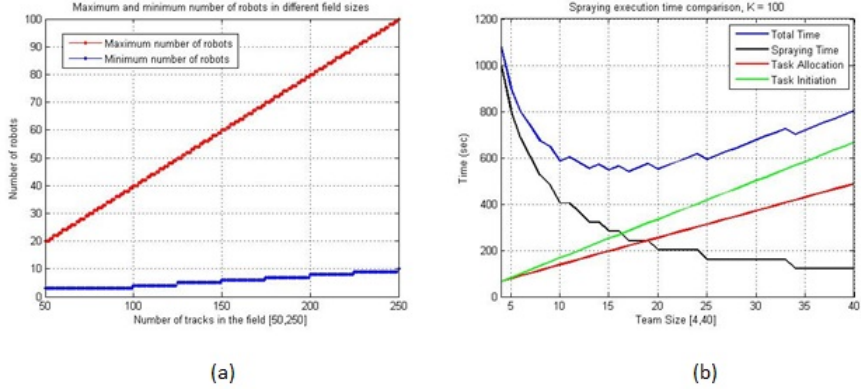 Maximum and minimum number of robots in different field sizes
100
90
80
70
60
50
40
30
20
10
0
Number of robots
Maximum number of robots
Minimum number of robots
50
100
150
200
250
Number of tracks in the field [50,250]
(a)
Spraying execution time comparison, K = 100
1200
1000
800
600
400
200
0
Time (sec)
Total Time
Spraying Time
Task Allocation
Task Initiation
5
10
15
20
25
30
35
40
Team Size [4,40]
(b)